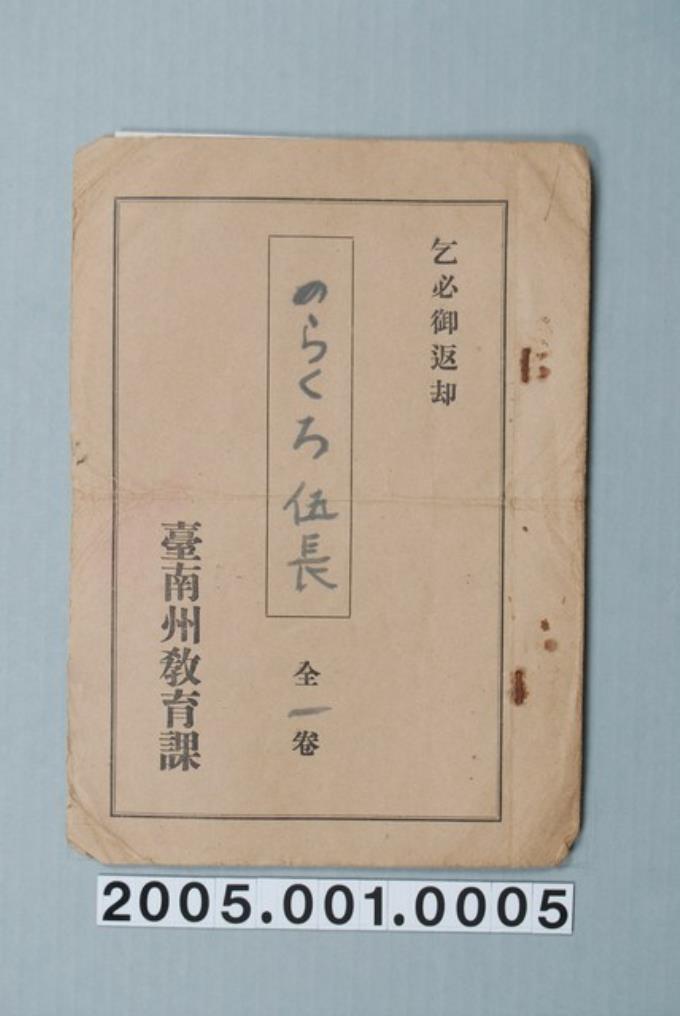 乞必御返却
のらくろ伍長
全一卷
臺南州教育課
2005.001.0005